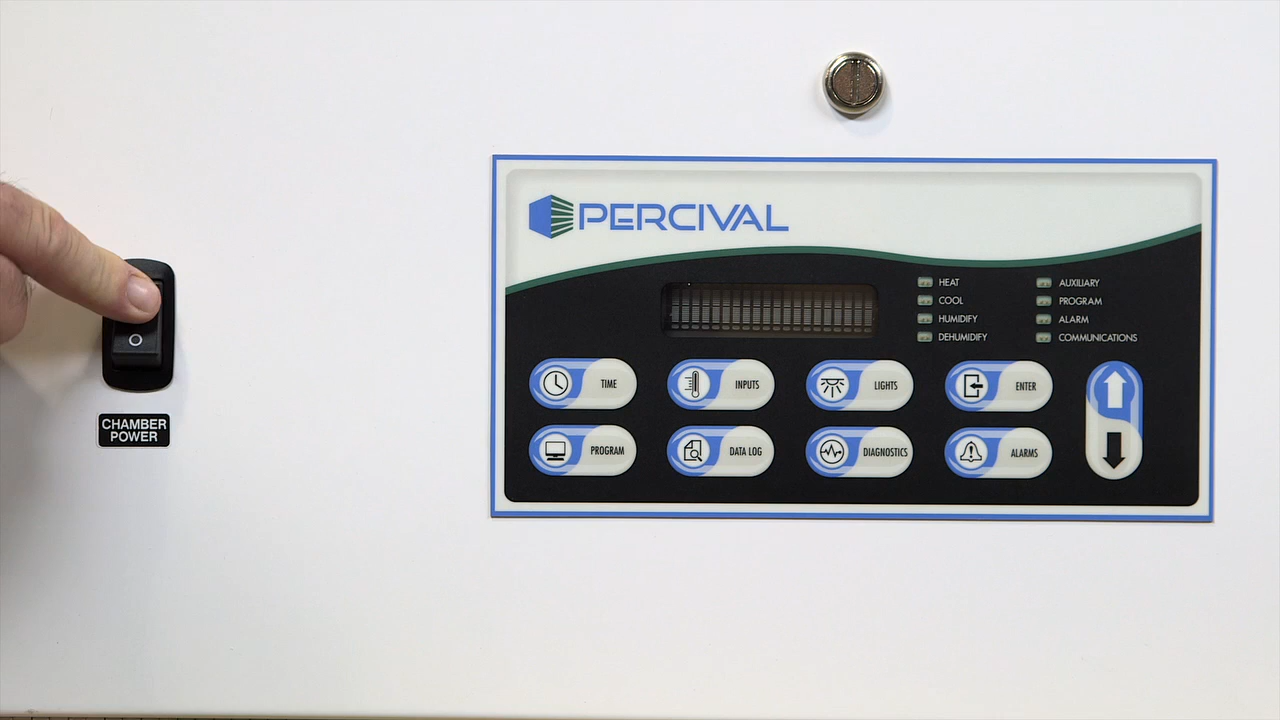 PERCIVAL
HEAT
COOL
HUMIDIFY
DEHUMIDIFY
AUXILIARY
PROGRAM
ALARM
COMMUNICATIONS
TIME
INPUTS
LIGHTS
ENTER
PROGRAM
DATA LOG
DIAGNOSTICS
ALARMS
O
CHAMBER
POWER